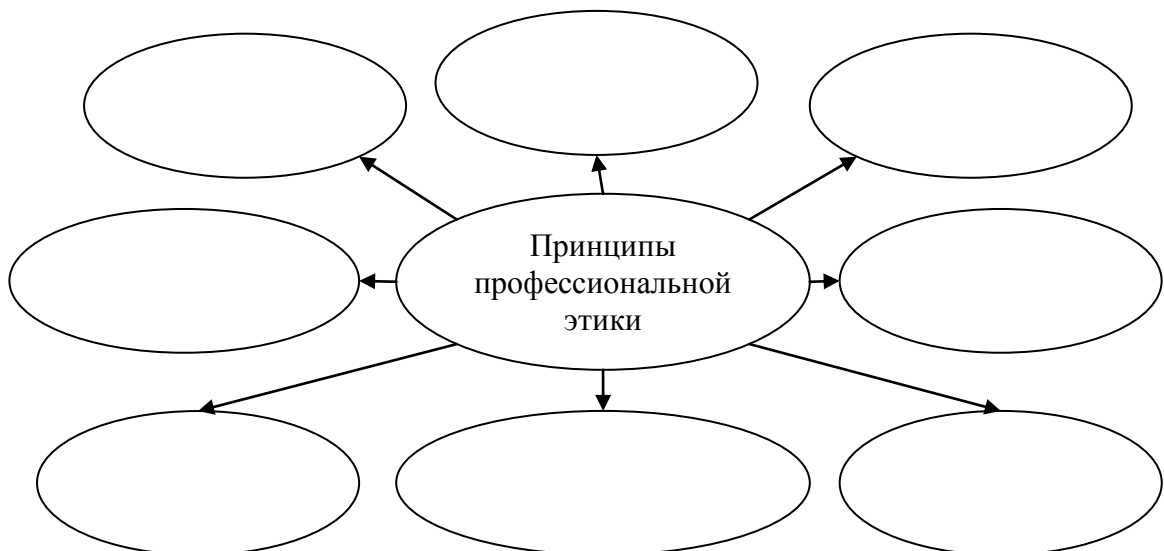 Принципы
профессиональной
этики